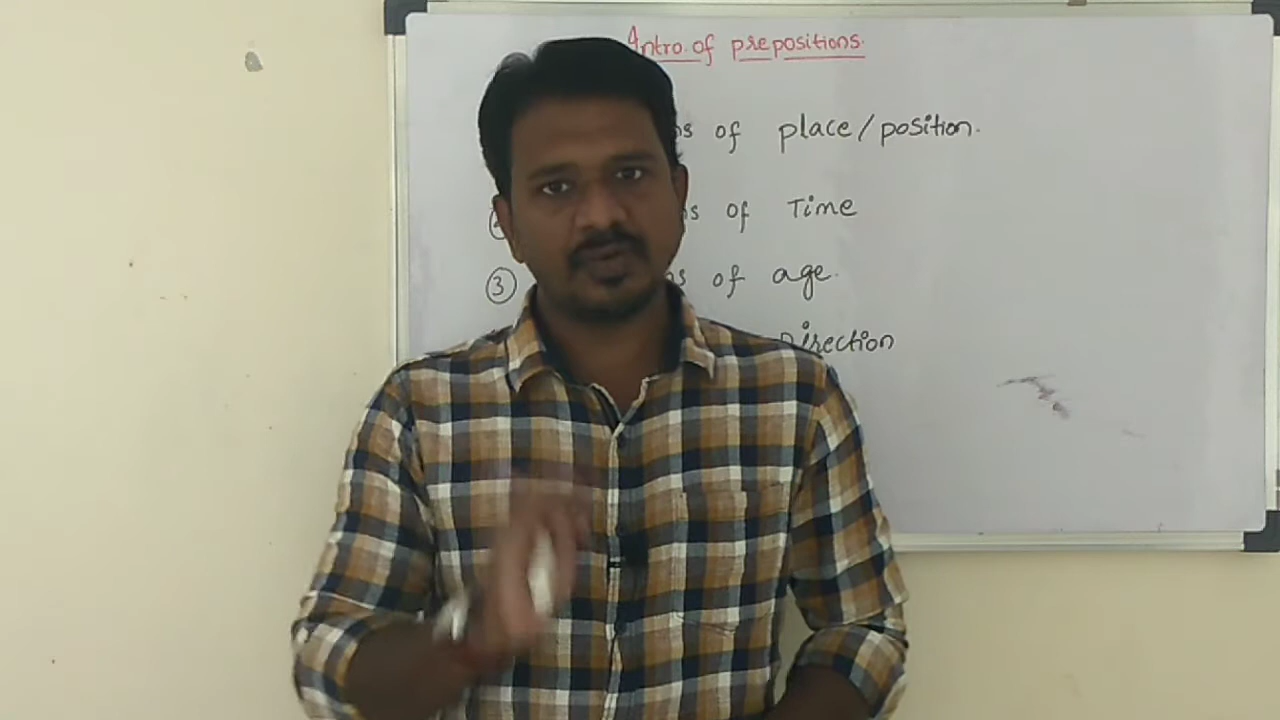 Intro. of prepositions.
of place/position.
of Time
③ of age.
Direction